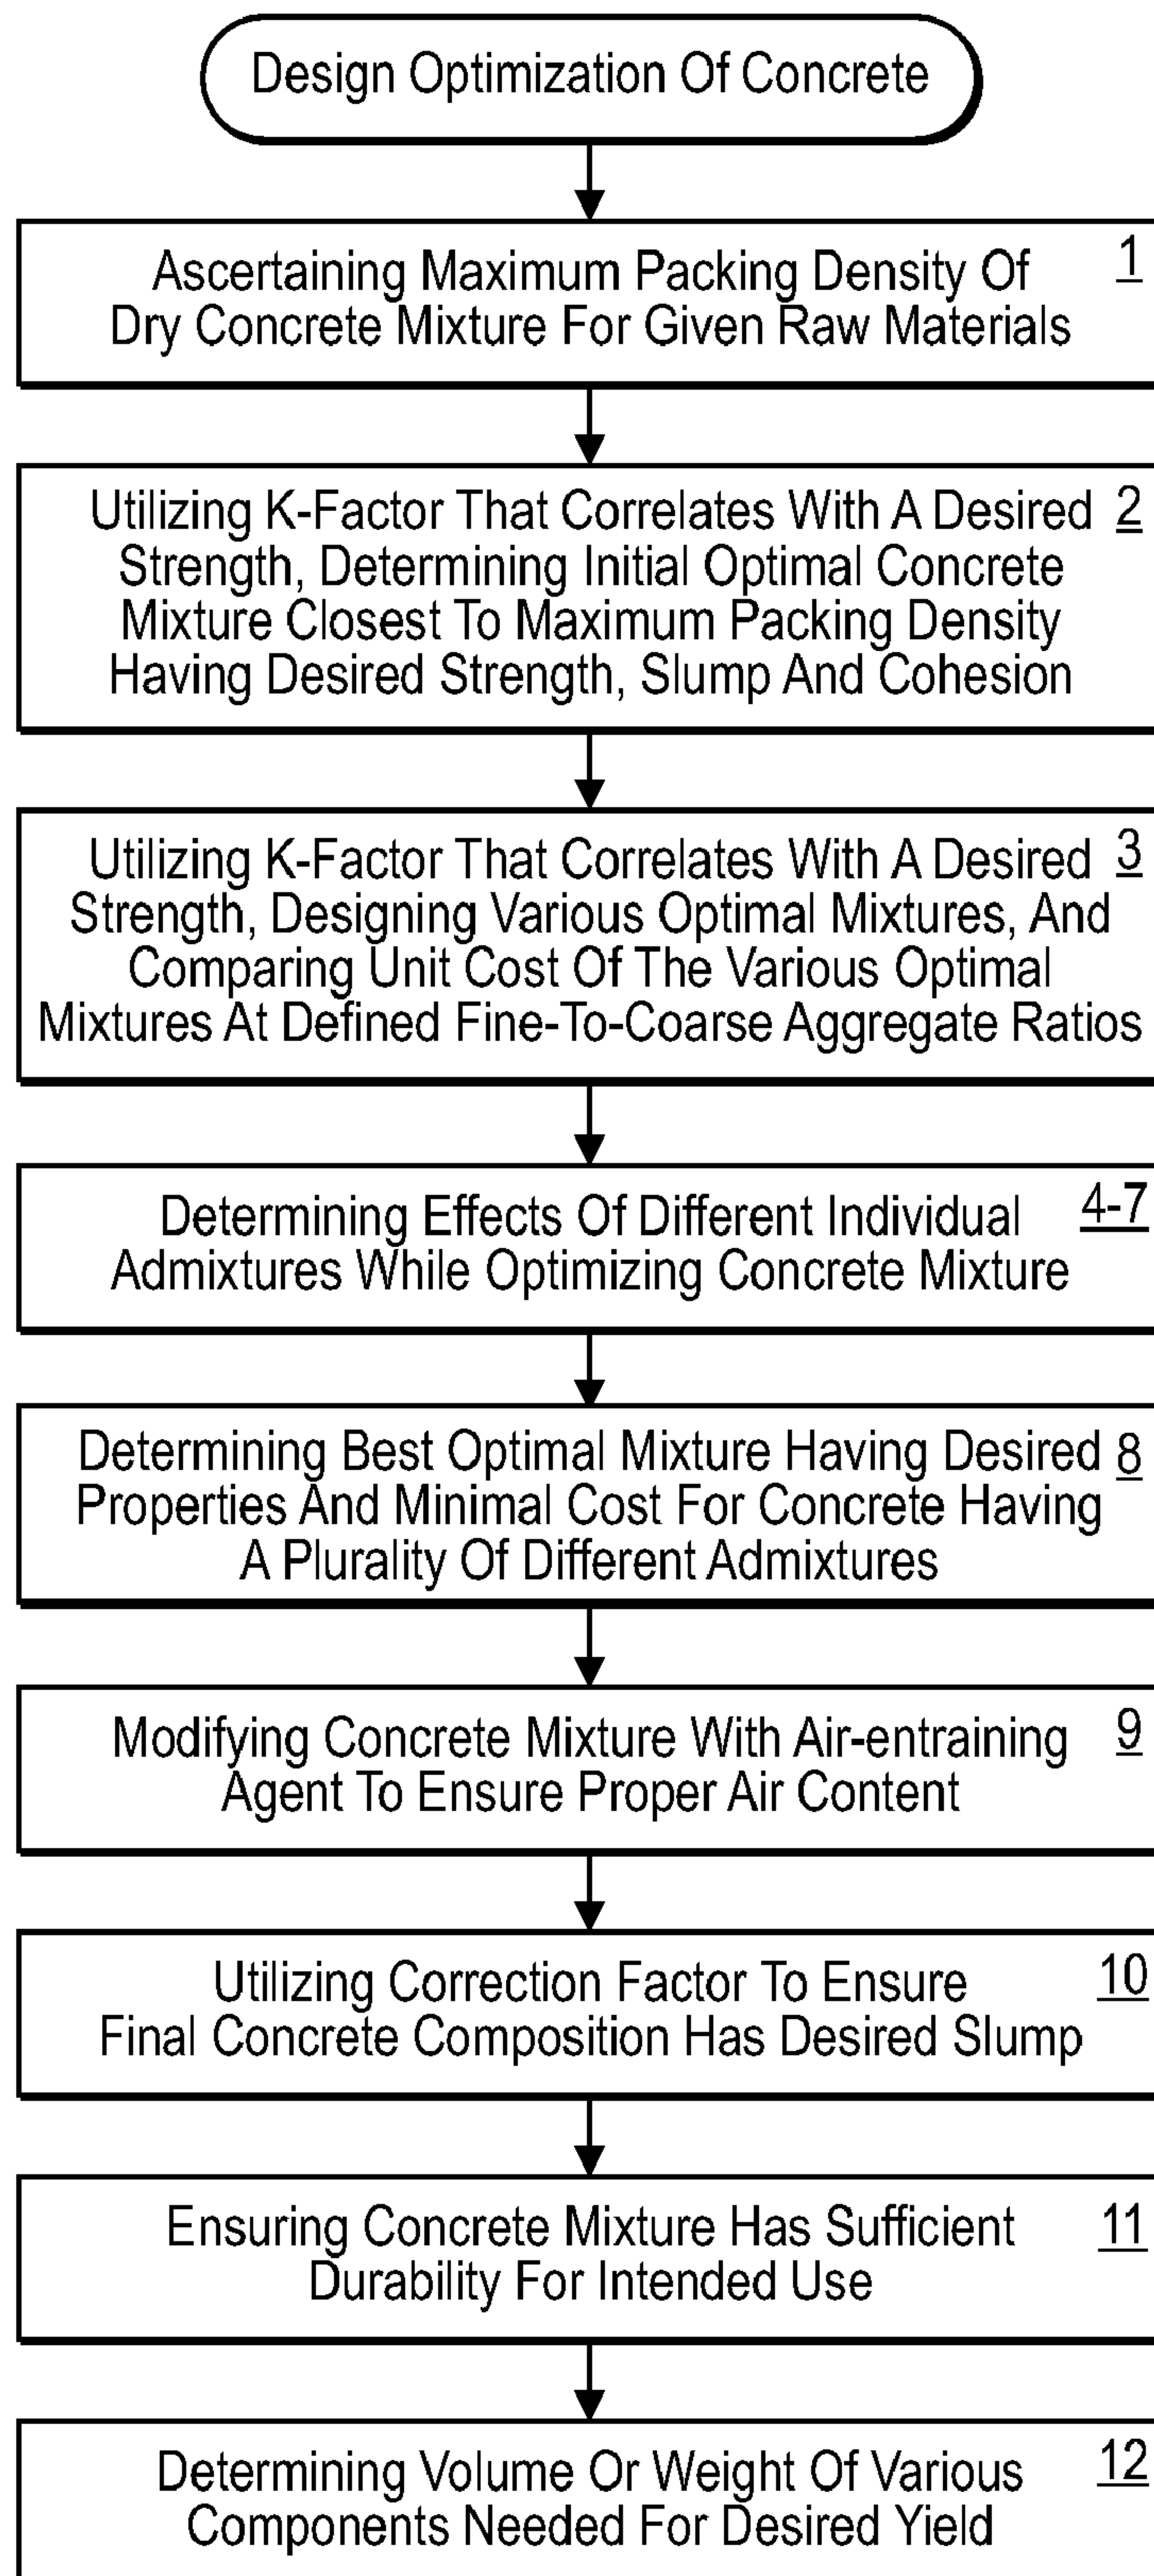 Design Optimization Of Concrete
Ascertaining Maximum Packing Density Of 1
Dry Concrete Mixture For Given Raw Materials
Utilizing K-Factor That Correlates With A Desired 2
Strength, Determining Initial Optimal Concrete
Mixture Closest To Maximum Packing Density
Having Desired Strength, Slump And Cohesion
Utilizing K-Factor That Correlates With A Desired 3
Strength, Designing Various Optimal Mixtures, And
Comparing Unit Cost Of The Various Optimal
Mixtures At Defined Fine-To-Coarse Aggregate Ratios
Determining Effects Of Different Individual 4-7
Admixtures While Optimizing Concrete Mixture
Determining Best Optimal Mixture Having Desired 8
Properties And Minimal Cost For Concrete Having
A Plurality Of Different Admixtures
Modifying Concrete Mixture With Air-entraining 9
Agent To Ensure Proper Air Content
Utilizing Correction Factor To Ensure 10
Final Concrete Composition Has Desired Slump
Ensuring Concrete Mixture Has Sufficient 11
Durability For Intended Use
Determining Volume Or Weight Of Various 12
Components Needed For Desired Yield